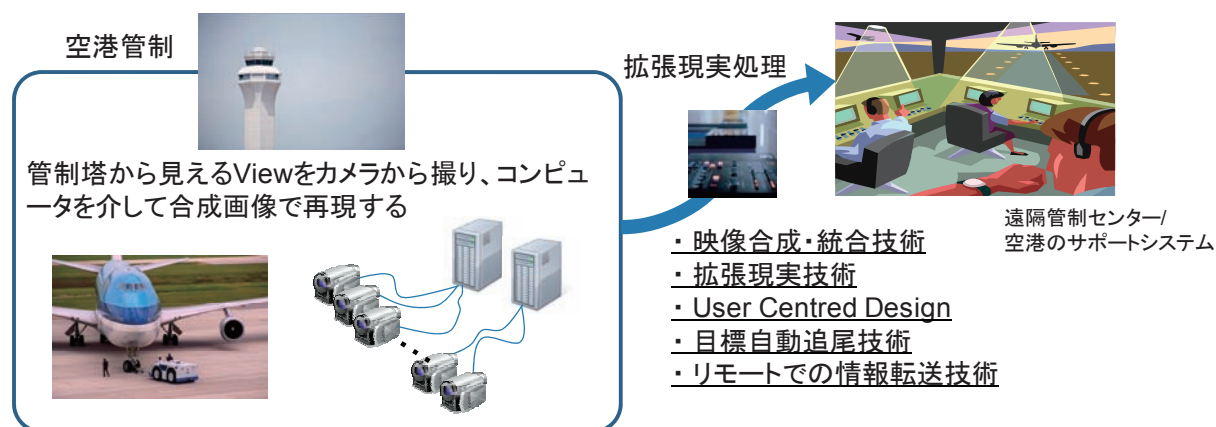 空港管制
管制塔から見えるViewをカメラから撮り、コンピュ
ータを介して合成画像で再現する
拡張現実処理
遠隔管制センター/
空港のサポートシステム
・映像合成・統合技術
・拡張現実技術
・User Centred Design
・目標自動追尾技術
・リモートでの情報転送技術